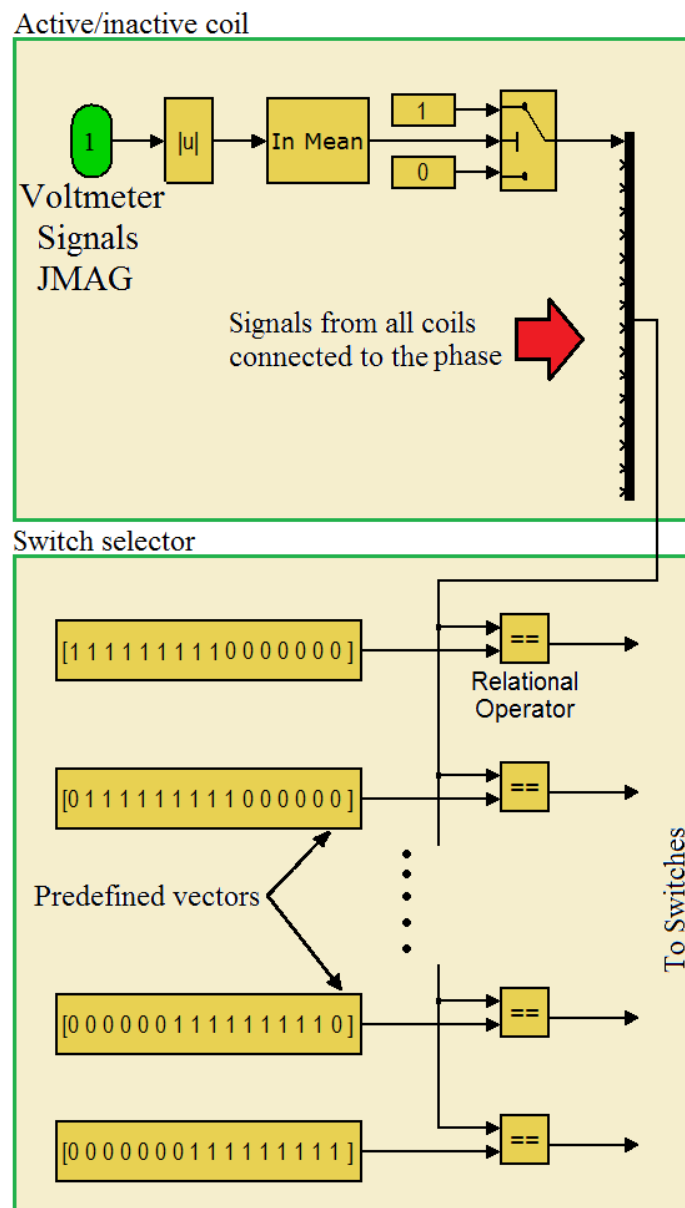 Active/inactive coil
1
|u|
In Mean
1
0
Voltmeter
Signals
JMAG
Signals from all coils
connected to the phase
Switch selector
[1 1 1 1 1 1 1 1 1 0 0 0 0 0 0 0 ]
==
Relational
Operator
[0 1 1 1 1 1 1 1 1 1 0 0 0 0 0 0 ]
==
Predefined vectors
To Switches
[0 0 0 0 0 0 1 1 1 1 1 1 1 1 1 0 ]
==
[0 0 0 0 0 0 0 1 1 1 1 1 1 1 1 1 ]
==